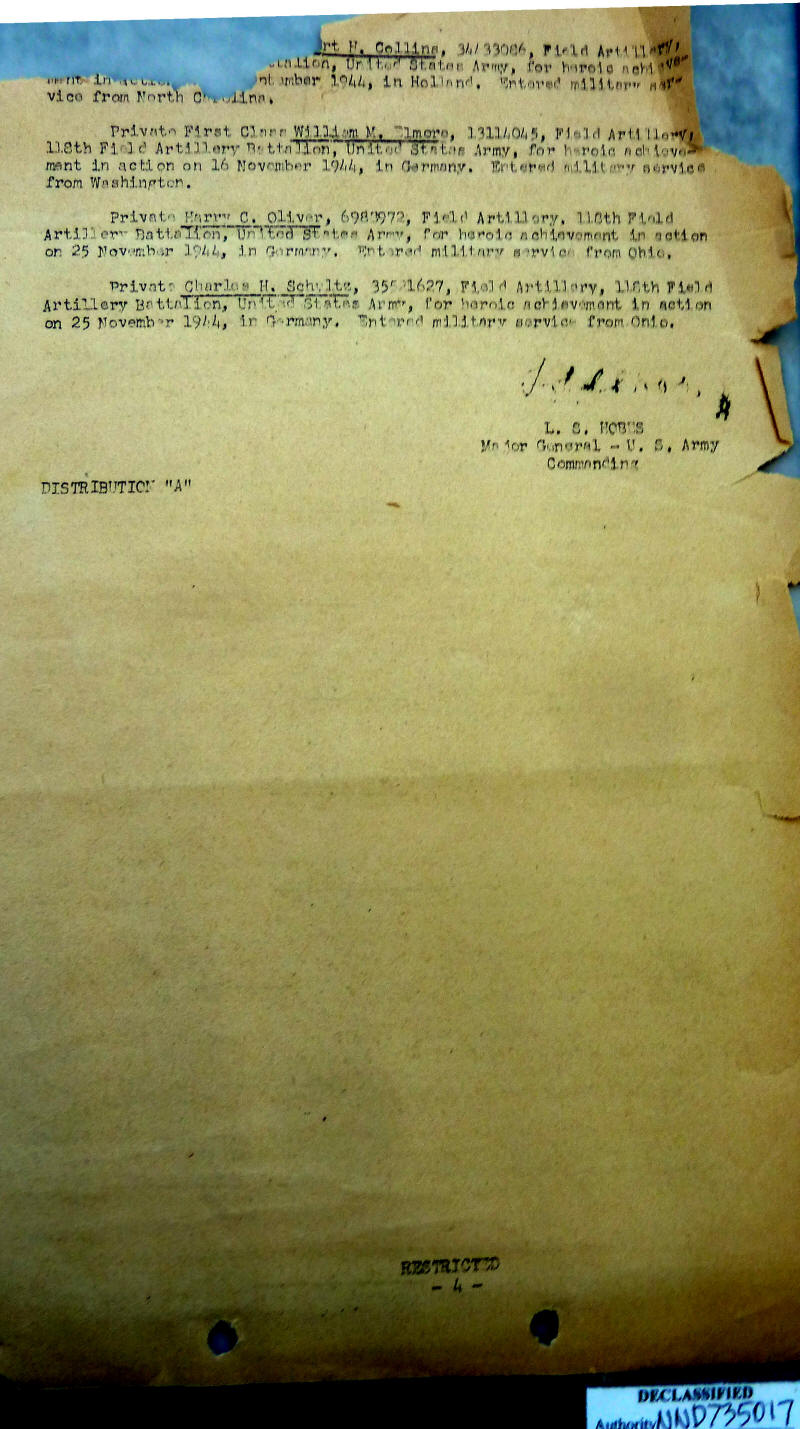 H. Collins, Field Artillery,
United States Army, for heroic achieve-
1944, in Holland. Entered military ser-
vice from North Carolina.
Private First Class William M. Elmore, 13114045, Field Artillery,
118th Field Artillery Battalion, United States Army, for heroic achieve-
ment in action on 16 November 1944, in Germany. Entered military service
from Washington.
Private Harry C. Oliver, Field Artillery, 118th Field
Artillery Battalion, United States Army, for heroic achievement in action
on 25 November 1944, in Germany. Entered military service from Ohio.
Private Charles H. Schultz, Field Artillery, 118th Field
Artillery Battalion, United States Army, for heroic achievement in action
on 25 November 1944, in Germany. Entered military service from Ohio.
L. S. HOBBS
Major General - U. S. Army
Commanding
DISTRIBUTION "A"
RESTRICTED
- 4 -
DECLASSIFIED
Authority NND735017